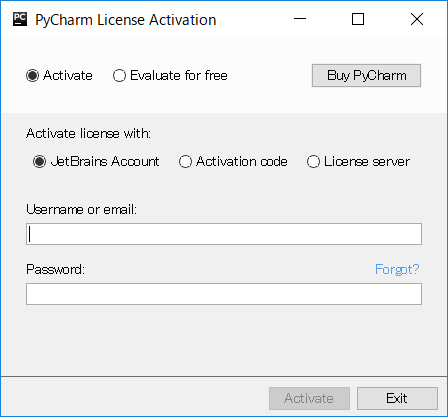 PC PyCharm License Activation
Activate Evaluate for free Buy PyCharm
Activate license with:
JetBrains Account Activation code License server
Username or email:
Password: Forgot?
Activate Exit